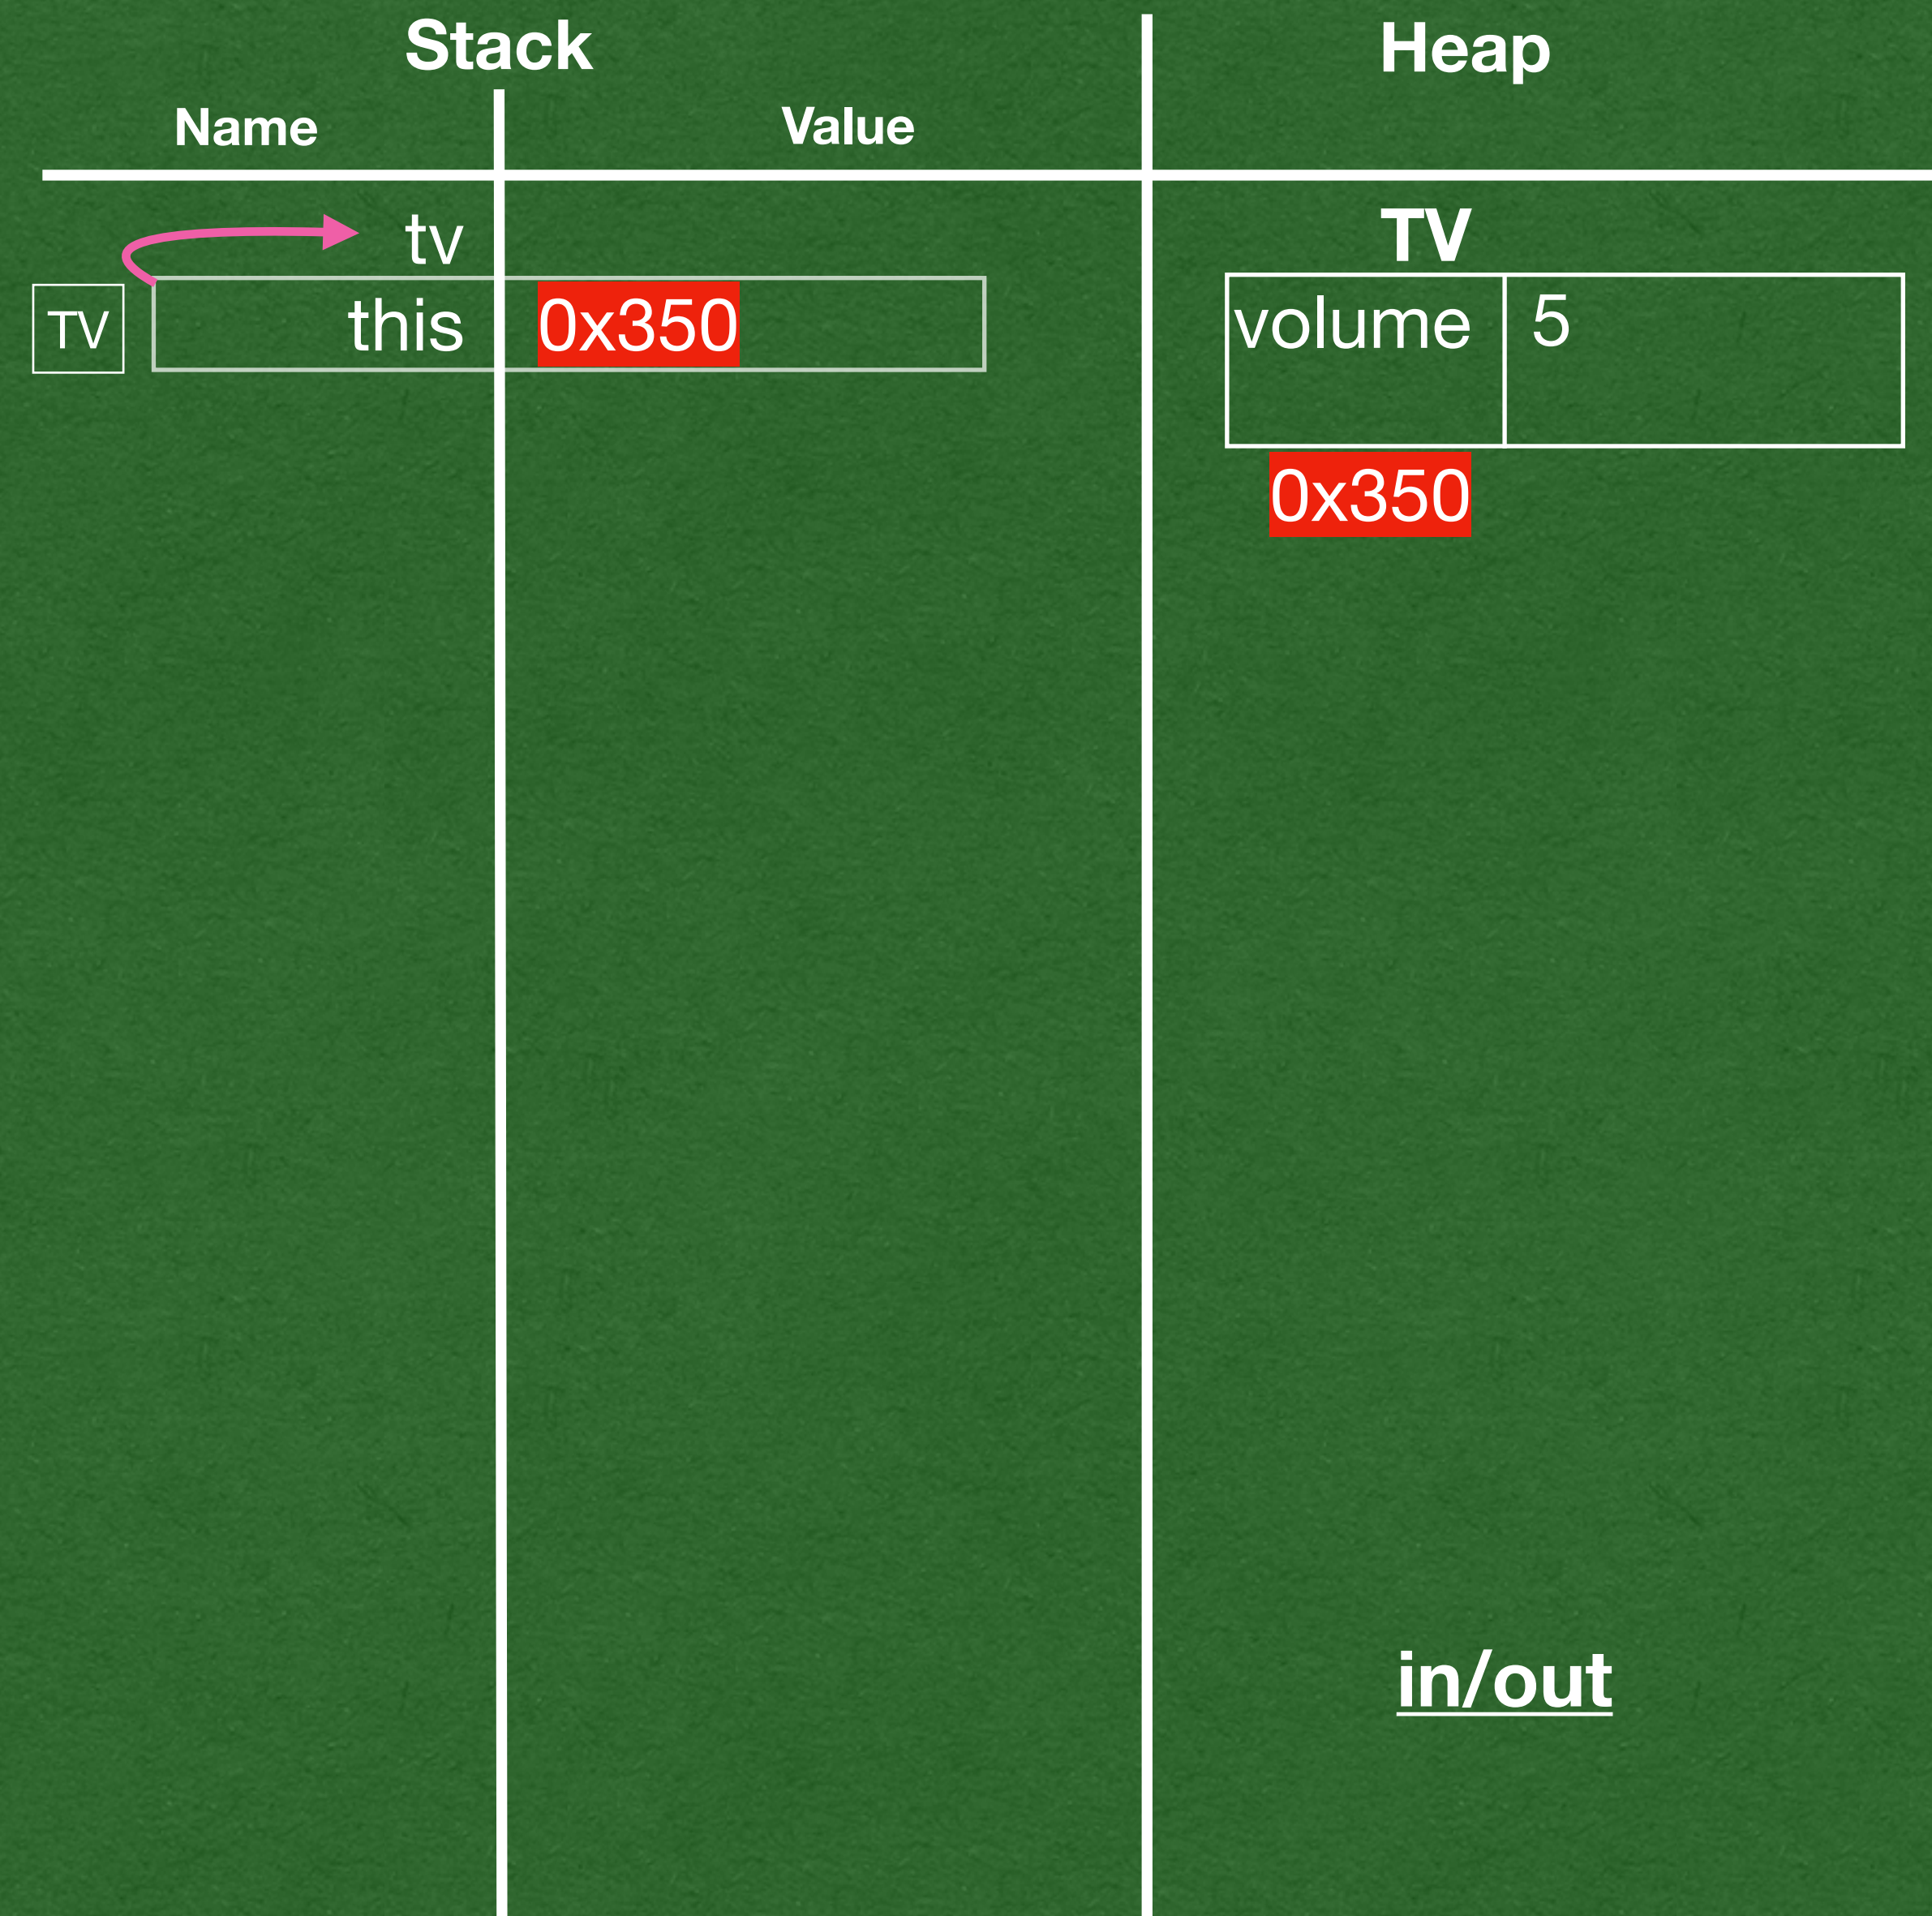 Stack
Heap
Name
Value
tv
TV
TV
this
0x350
volume
5
0x350
in/out